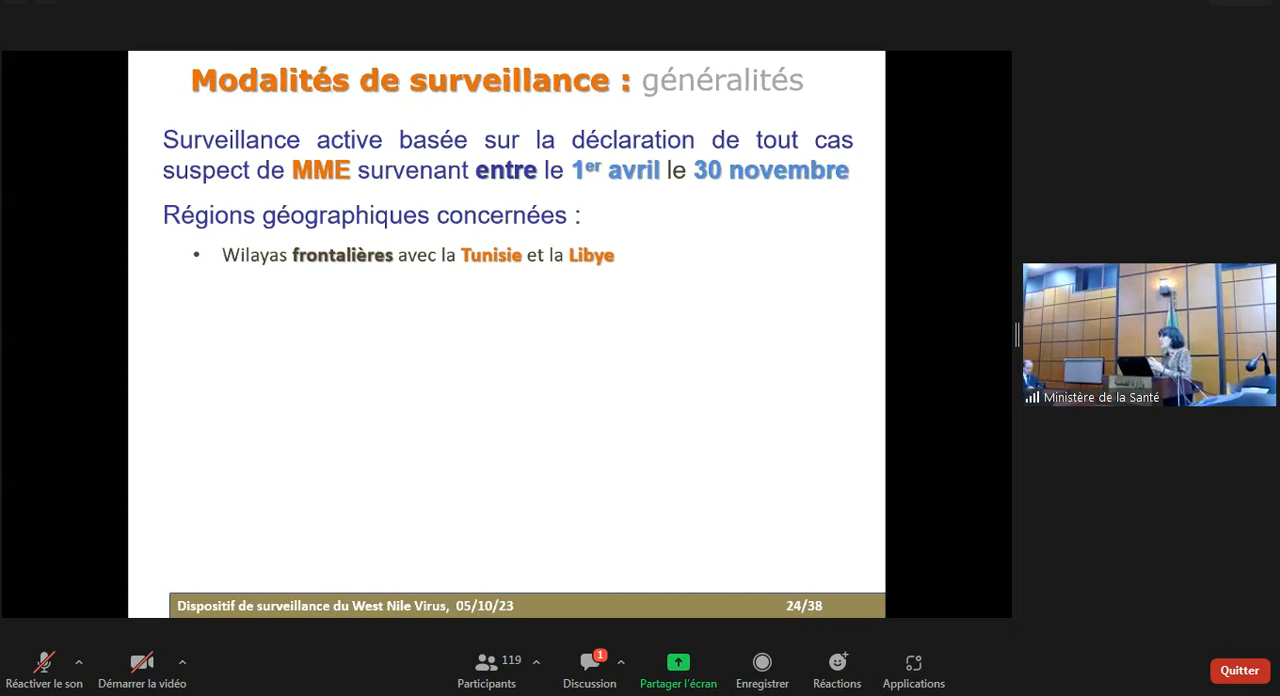 Modalités de surveillance : généralités
Surveillance active basée sur la déclaration de tout cas
suspect de MME survenant entre le 1er avril le 30 novembre
Régions géographiques concernées :
• Wilayas frontalières avec la Tunisie et la Libye
Dispositif de surveillance du West Nile Virus, 05/10/23
24/38
وزارة الصحة
Ministère de la Santé
Réactiver le son
Démarrer la vidéo
119
Participants
1
Discussion
Partager l'écran
Enregistrer
Réactions
Applications
Quitter